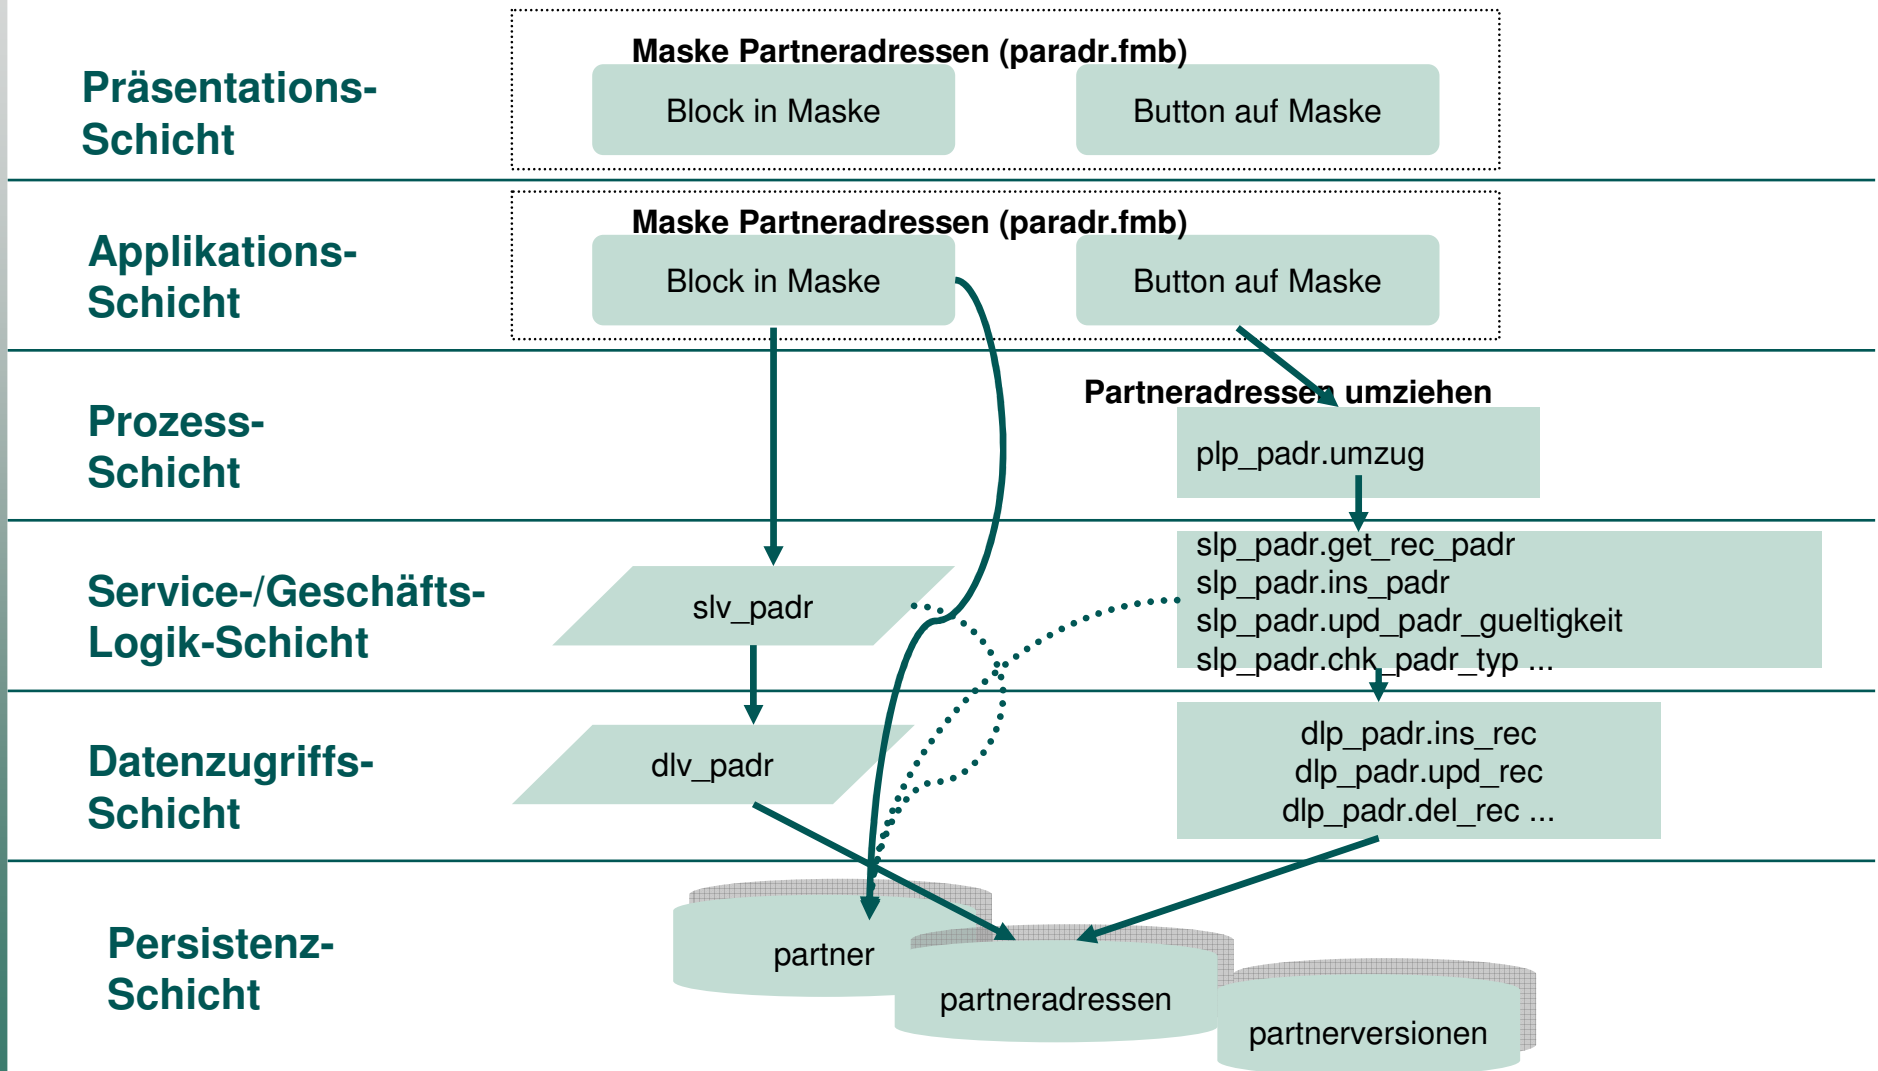 Präsentations-
Schicht
Maske Partneradressen (paradr.fmb)
Block in Maske
Button auf Maske
Applikations-
Schicht
Maske Partneradressen (paradr.fmb)
Block in Maske
Button auf Maske
Prozess-
Schicht
Partneradressen umziehen
plp_padr.umzug
Service-/Geschäfts-
Logik-Schicht
slv_padr
slp_padr.get_rec_padr
slp_padr.ins_padr
slp_padr.upd_padr_gueltigkeit
slp_padr.chk_padr_typ ...
Datenzugriffs-
Schicht
dlv_padr
dlp_padr.ins_rec
dlp_padr.upd_rec
dlp_padr.del_rec ...
Persistenz-
Schicht
partner
partneradressen
partnerversionen